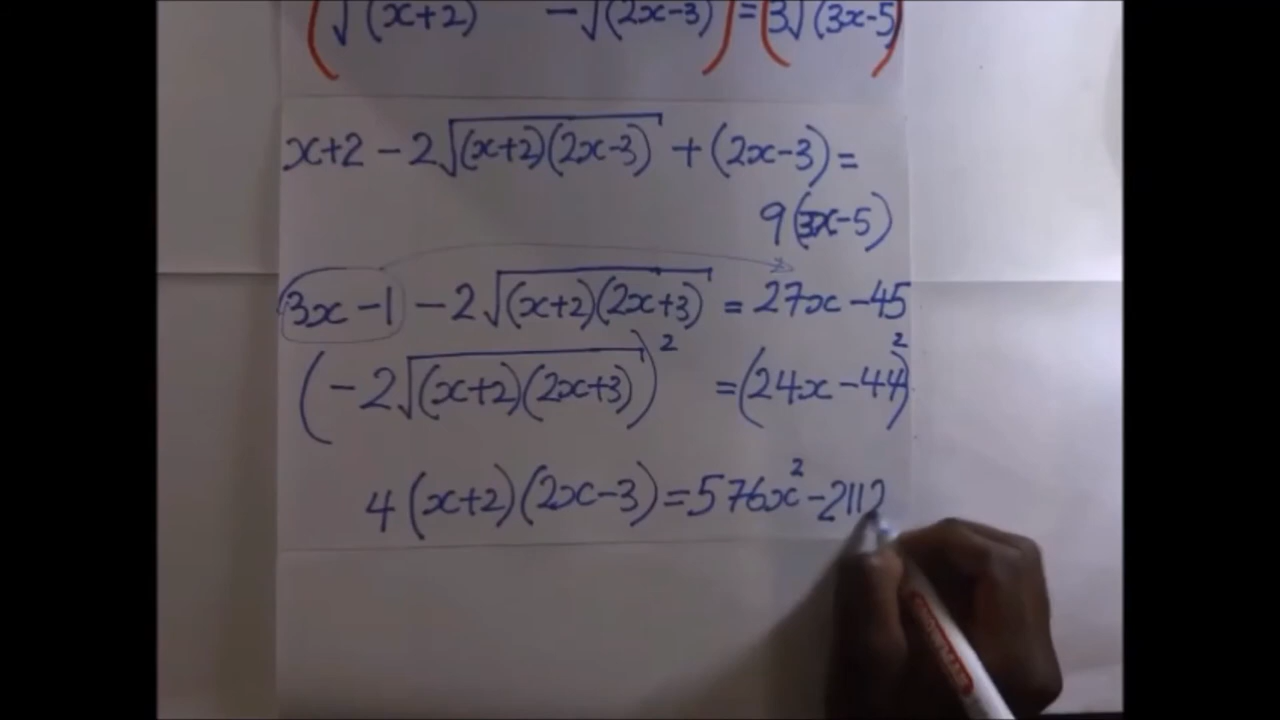 (√(x+2) -√(2x-3))=(3√(3x-5)
x+2-2√(x+2)(2x-3) +(2x-3)=
9(3x-5)
3x-1-2√(x+2)(2x+3) = 27x-45
(-2√(x+2)(2x+3))² =(24x-44)²
4(x+2)(2x-3)=576x²-2112